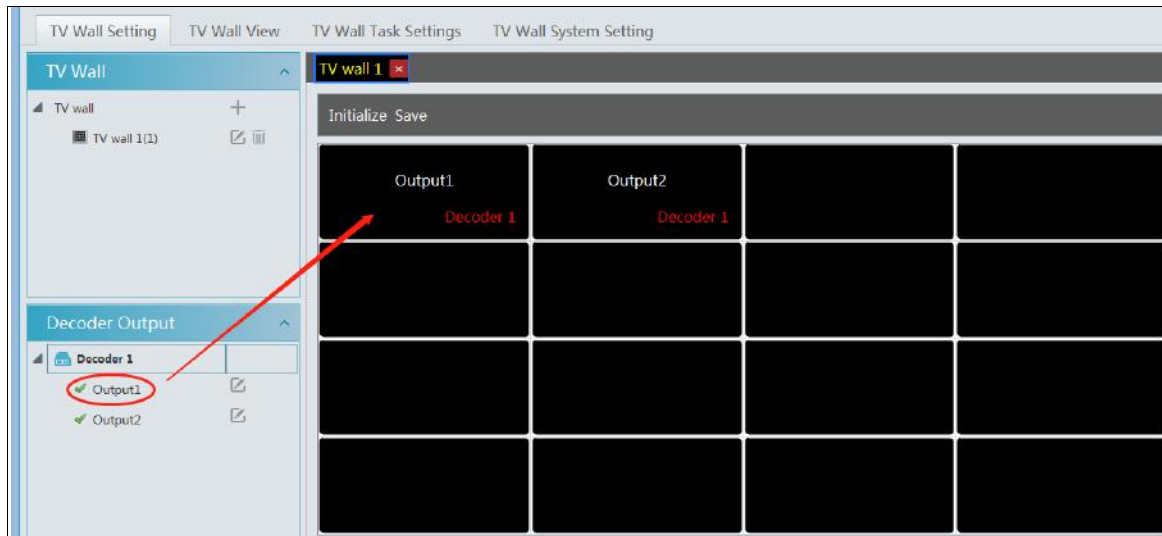 TV Wall Setting TV Wall View TV Wall Task Settings TV Wall System Setting
TV Wall
TV wall
TV wall 1(1)
Decoder Output
Decoder 1
Output1
Output2
TV wall 1
Initialize Save
Output1 Output2
Decoder 1 Decoder 1